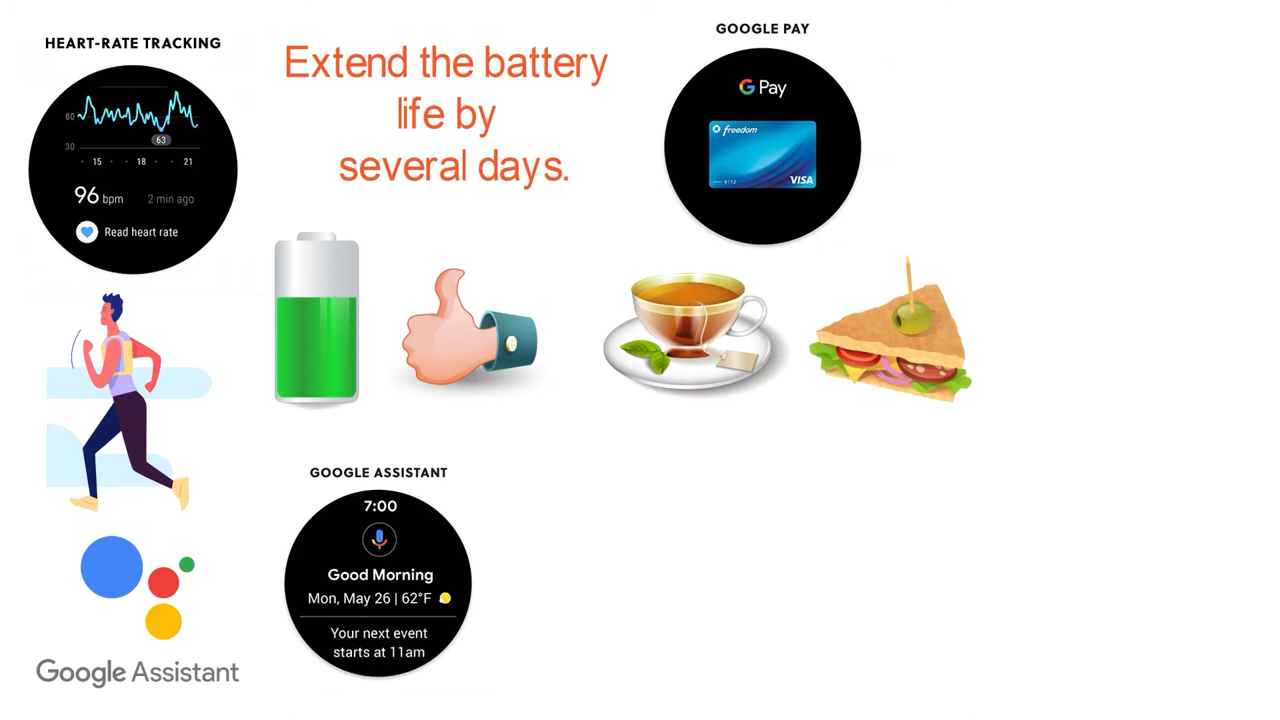 HEART-RATE TRACKING
80
63
30
15 18 21
96 bpm 2 min ago
Read heart rate
Extend the battery
life by
several days.
GOOGLE PAY
G Pay
freedom
•••• 9112 VISA
GOOGLE ASSISTANT
7:00
Good Morning
Mon, May 26 | 62°F
Your next event
starts at 11am
Google Assistant